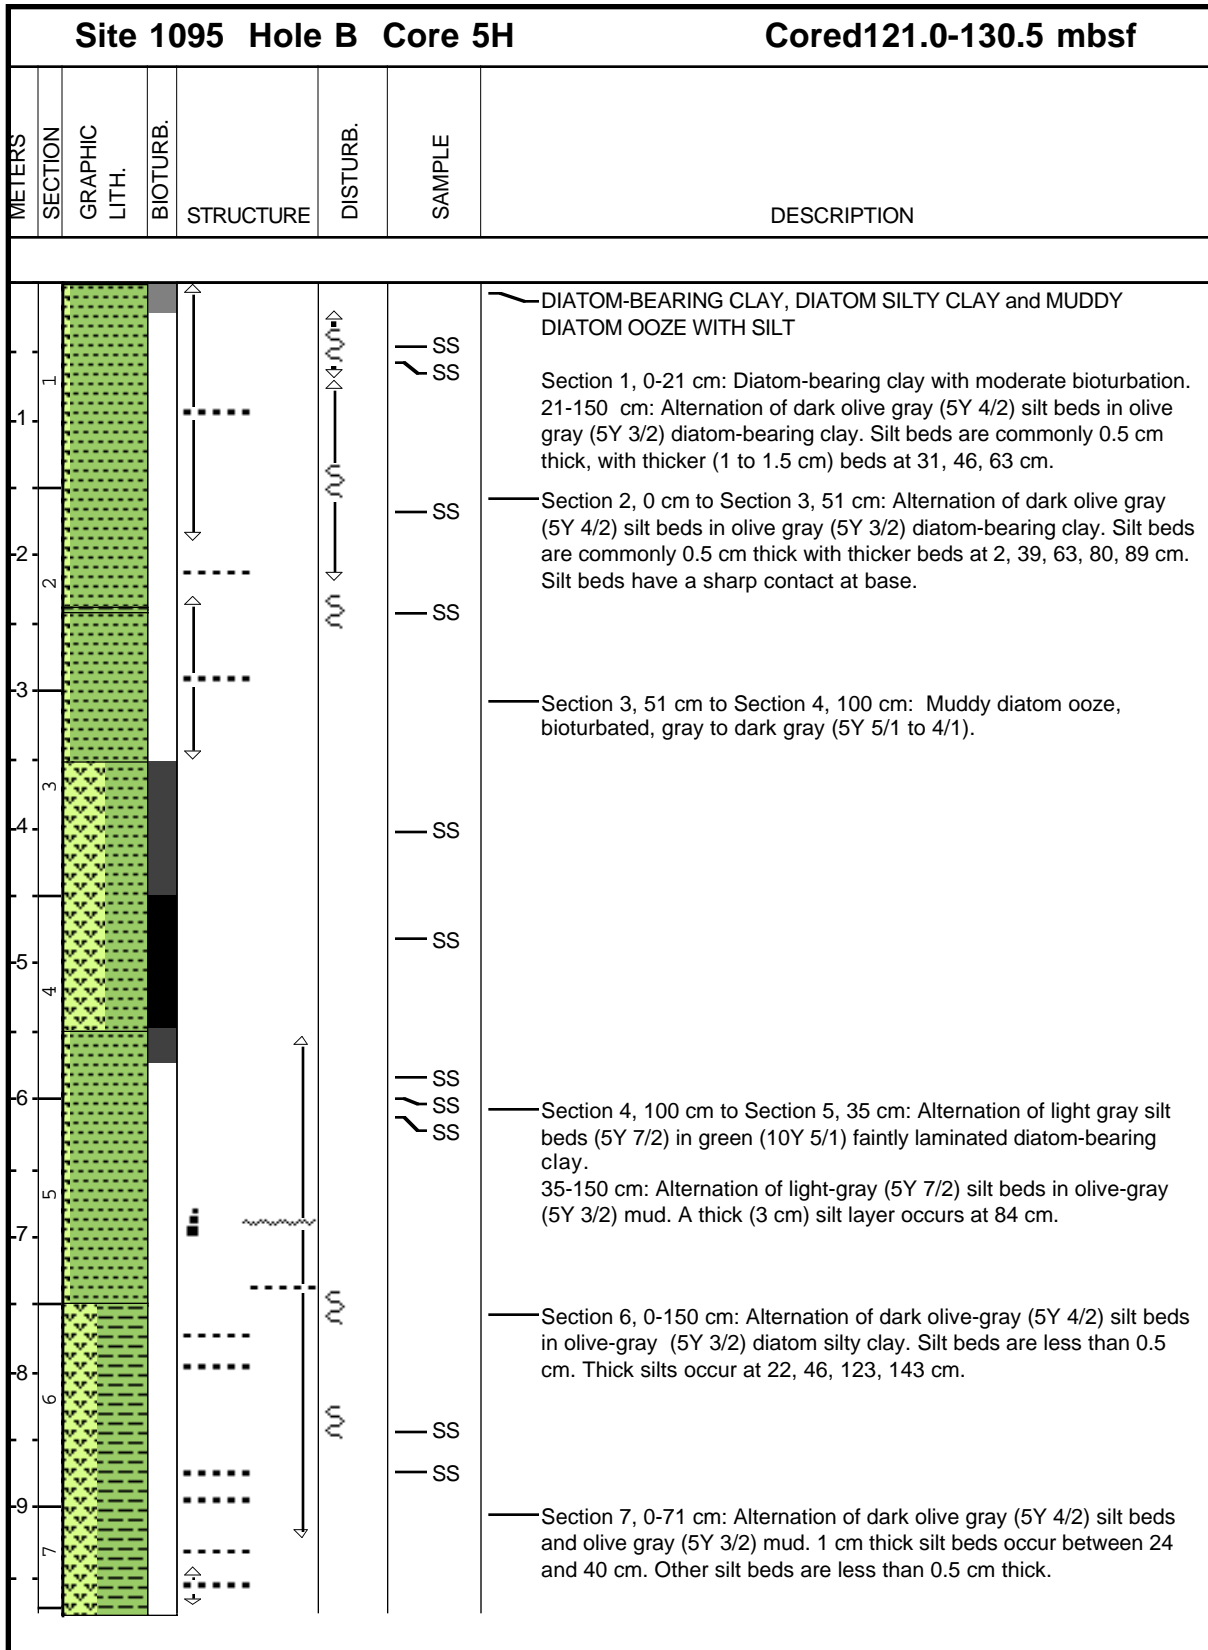 Site 1095 Hole B Core 5H Cored121.0-130.5 mbsf
METERS
SECTION
GRAPHIC
LITH.
BIOTURB.
STRUCTURE
DISTURB.
SAMPLE
DESCRIPTION
1
2
3
4
5
6
7
8
9
1
2
3
4
5
6
7
SS
SS
SS
SS
SS
SS
SS
SS
SS
SS
SS
DIATOM-BEARING CLAY, DIATOM SILTY CLAY and MUDDY
DIATOM OOZE WITH SILT
Section 1, 0-21 cm: Diatom-bearing clay with moderate bioturbation.
21-150 cm: Alternation of dark olive gray (5Y 4/2) silt beds in olive
gray (5Y 3/2) diatom-bearing clay. Silt beds are commonly 0.5 cm
thick, with thicker (1 to 1.5 cm) beds at 31, 46, 63 cm.
Section 2, 0 cm to Section 3, 51 cm: Alternation of dark olive gray
(5Y 4/2) silt beds in olive gray (5Y 3/2) diatom-bearing clay. Silt beds
are commonly 0.5 cm thick with thicker beds at 2, 39, 63, 80, 89 cm.
Silt beds have a sharp contact at base.
Section 3, 51 cm to Section 4, 100 cm: Muddy diatom ooze,
bioturbated, gray to dark gray (5Y 5/1 to 4/1).
Section 4, 100 cm to Section 5, 35 cm: Alternation of light gray silt
beds (5Y 7/2) in green (10Y 5/1) faintly laminated diatom-bearing
clay.
35-150 cm: Alternation of light-gray (5Y 7/2) silt beds in olive-gray
(5Y 3/2) mud. A thick (3 cm) silt layer occurs at 84 cm.
Section 6, 0-150 cm: Alternation of dark olive-gray (5Y 4/2) silt beds
in olive-gray (5Y 3/2) diatom silty clay. Silt beds are less than 0.5
cm. Thick silts occur at 22, 46, 123, 143 cm.
Section 7, 0-71 cm: Alternation of dark olive gray (5Y 4/2) silt beds
and olive gray (5Y 3/2) mud. 1 cm thick silt beds occur between 24
and 40 cm. Other silt beds are less than 0.5 cm thick.